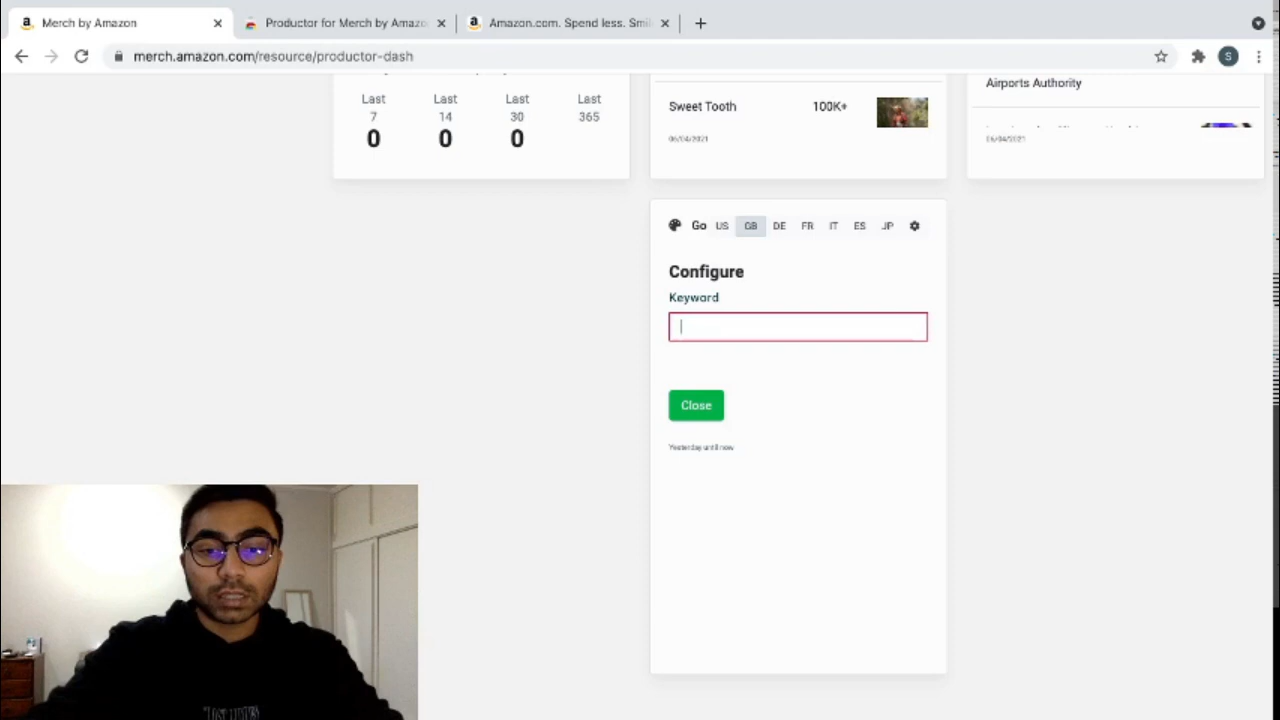 Merch by Amazon
Productor for Merch by Amazo
Amazon.com. Spend less. Smil
merch.amazon.com/resource/productor-dash
S
Last Last Last Last
7 14 30 365
0 0 0
Sweet Tooth 100K+
06/04/2021
Airports Authority
06/04/2021
Go US GB DE FR IT ES JP
Configure
Keyword
Close
Yesterday until now